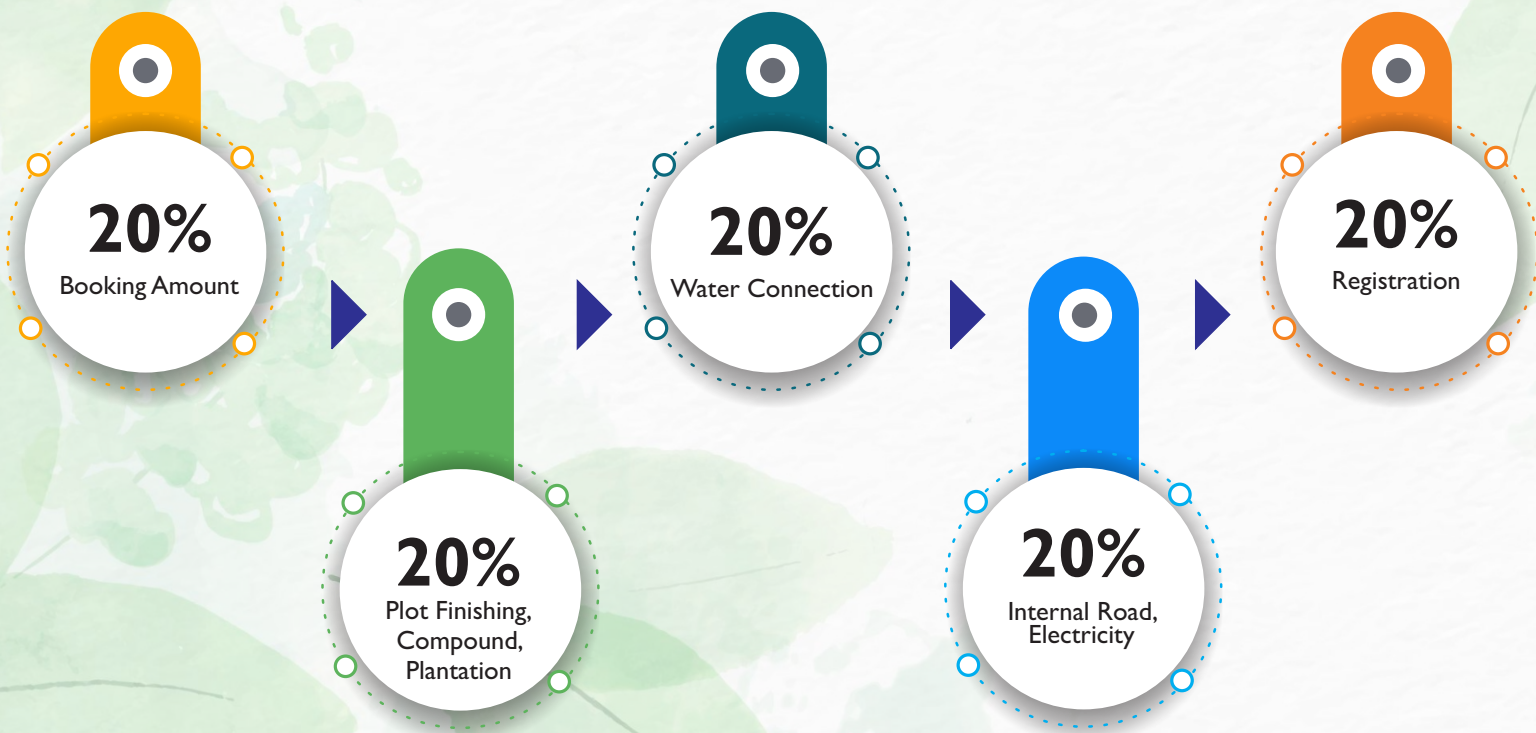 20%
Booking Amount
20%
Plot Finishing,
Compound,
Plantation
20%
Water Connection
20%
Internal Road,
Electricity
20%
Registration